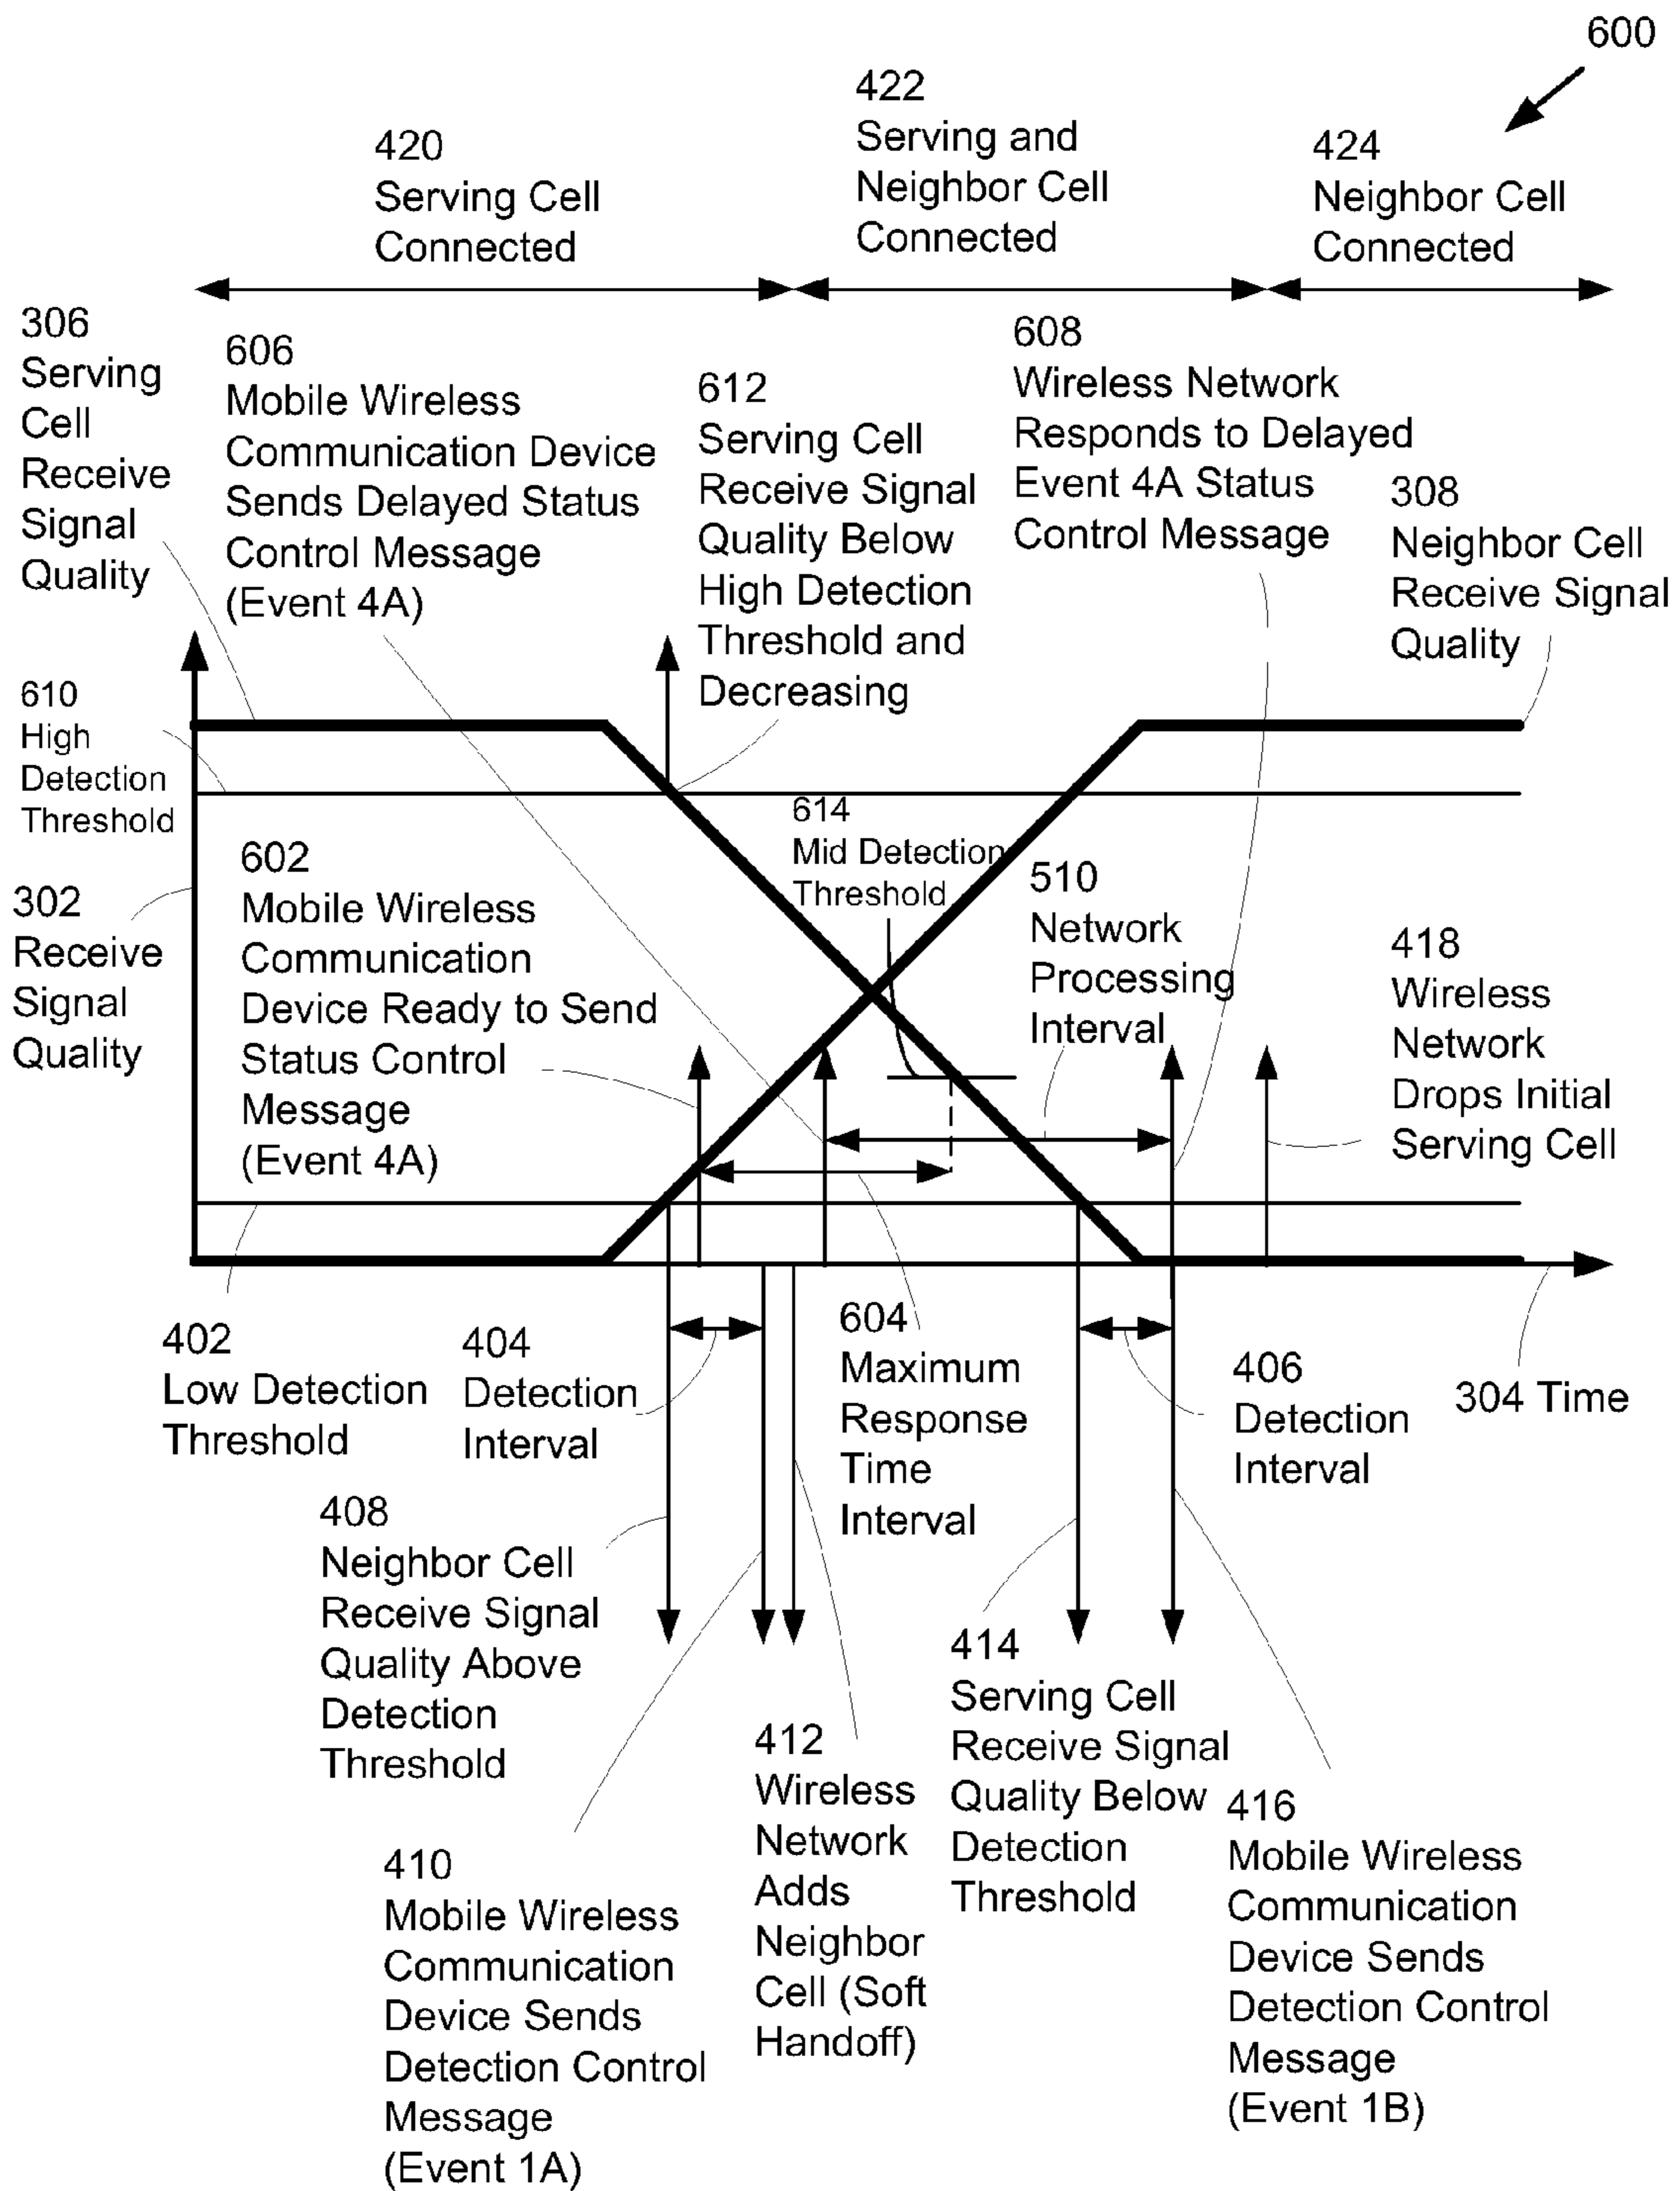 600
420
Serving Cell
Connected
422
Serving and
Neighbor Cell
Connected
424
Neighbor Cell
Connected
306
Serving
Cell
Receive
Signal
Quality
606
Mobile Wireless
Communication Device
Sends Delayed Status
Control Message
(Event 4A)
612
Serving Cell
Receive Signal
Quality Below
High Detection
Threshold and
Decreasing
608
Wireless Network
Responds to Delayed
Event 4A Status
Control Message
308
Neighbor Cell
Receive Signal
Quality
610
High
Detection
Threshold
302
Receive
Signal
Quality
602
Mobile Wireless
Communication
Device Ready to Send
Status Control
Message
(Event 4A)
614
Mid Detection
Threshold
510
Network
Processing
Interval
418
Wireless
Network
Drops Initial
Serving Cell
402
Low Detection
Threshold
404
Detection
Interval
604
Maximum
Response
Time
Interval
406
Detection
Interval
304 Time
408
Neighbor Cell
Receive Signal
Quality Above
Detection
Threshold
410
Mobile Wireless
Communication
Device Sends
Detection Control
Message
(Event 1A)
412
Wireless
Network
Adds
Neighbor
Cell (Soft
Handoff)
414
Serving Cell
Receive Signal
Quality Below
Detection
Threshold
416
Mobile Wireless
Communication
Device Sends
Detection Control
Message
(Event 1B)